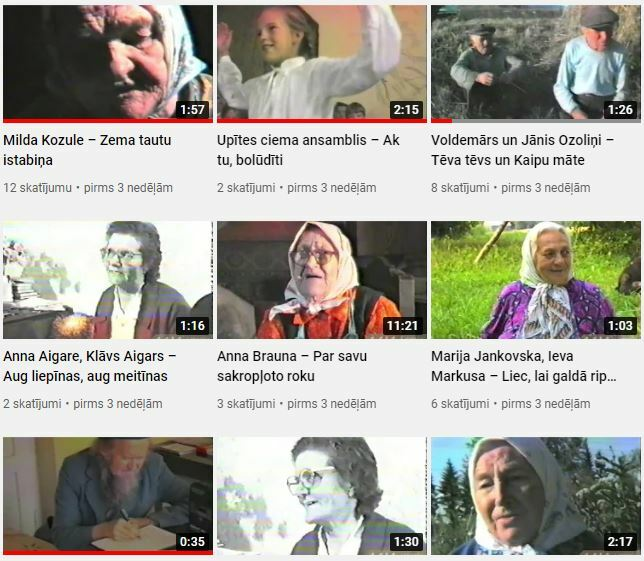 1:57
2:15
1:26
Milda Kozule – Zema tautu
istabiņa
12 skatījumu • pirms 3 nedēļām
Upītes ciema ansamblis – Ak
tu, bolūdīti
2 skatījumi • pirms 3 nedēļām
Voldemārs un Jānis Ozoliņi –
Tēva tēvs un Kaipu māte
8 skatījumi • pirms 3 nedēļām
1:16
11:21
1:03
Anna Aigare, Klāvs Aigars –
Aug liepīnas, aug meitīnas
2 skatījumi • pirms 3 nedēļām
Anna Brauna – Par savu
sakropļoto roku
3 skatījumi • pirms 3 nedēļām
Marija Jankovska, Ieva
Markusa – Liec, lai galdā rip...
6 skatījumi • pirms 3 nedēļām
0:35
1:30
2:17